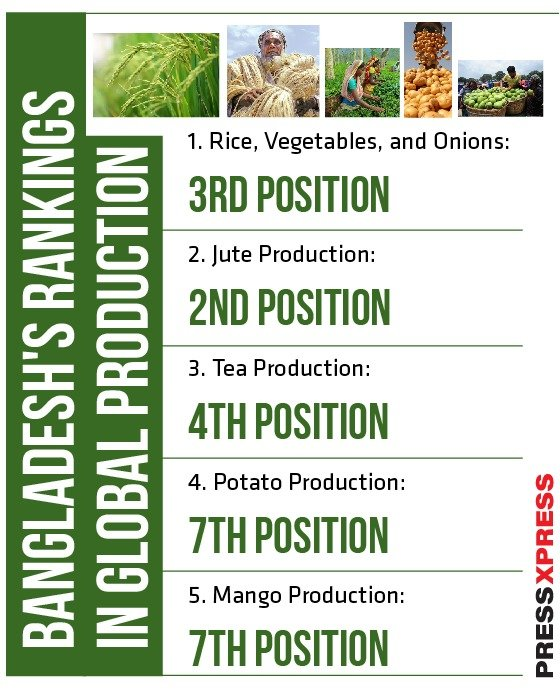 BANGLADESH'S RANKINGS
IN GLOBAL PRODUCTION
1. Rice, Vegetables, and Onions:
3RD POSITION
2. Jute Production:
2ND POSITION
3. Tea Production:
4TH POSITION
4. Potato Production:
7TH POSITION
5. Mango Production:
7TH POSITION
PRESSXPRESS